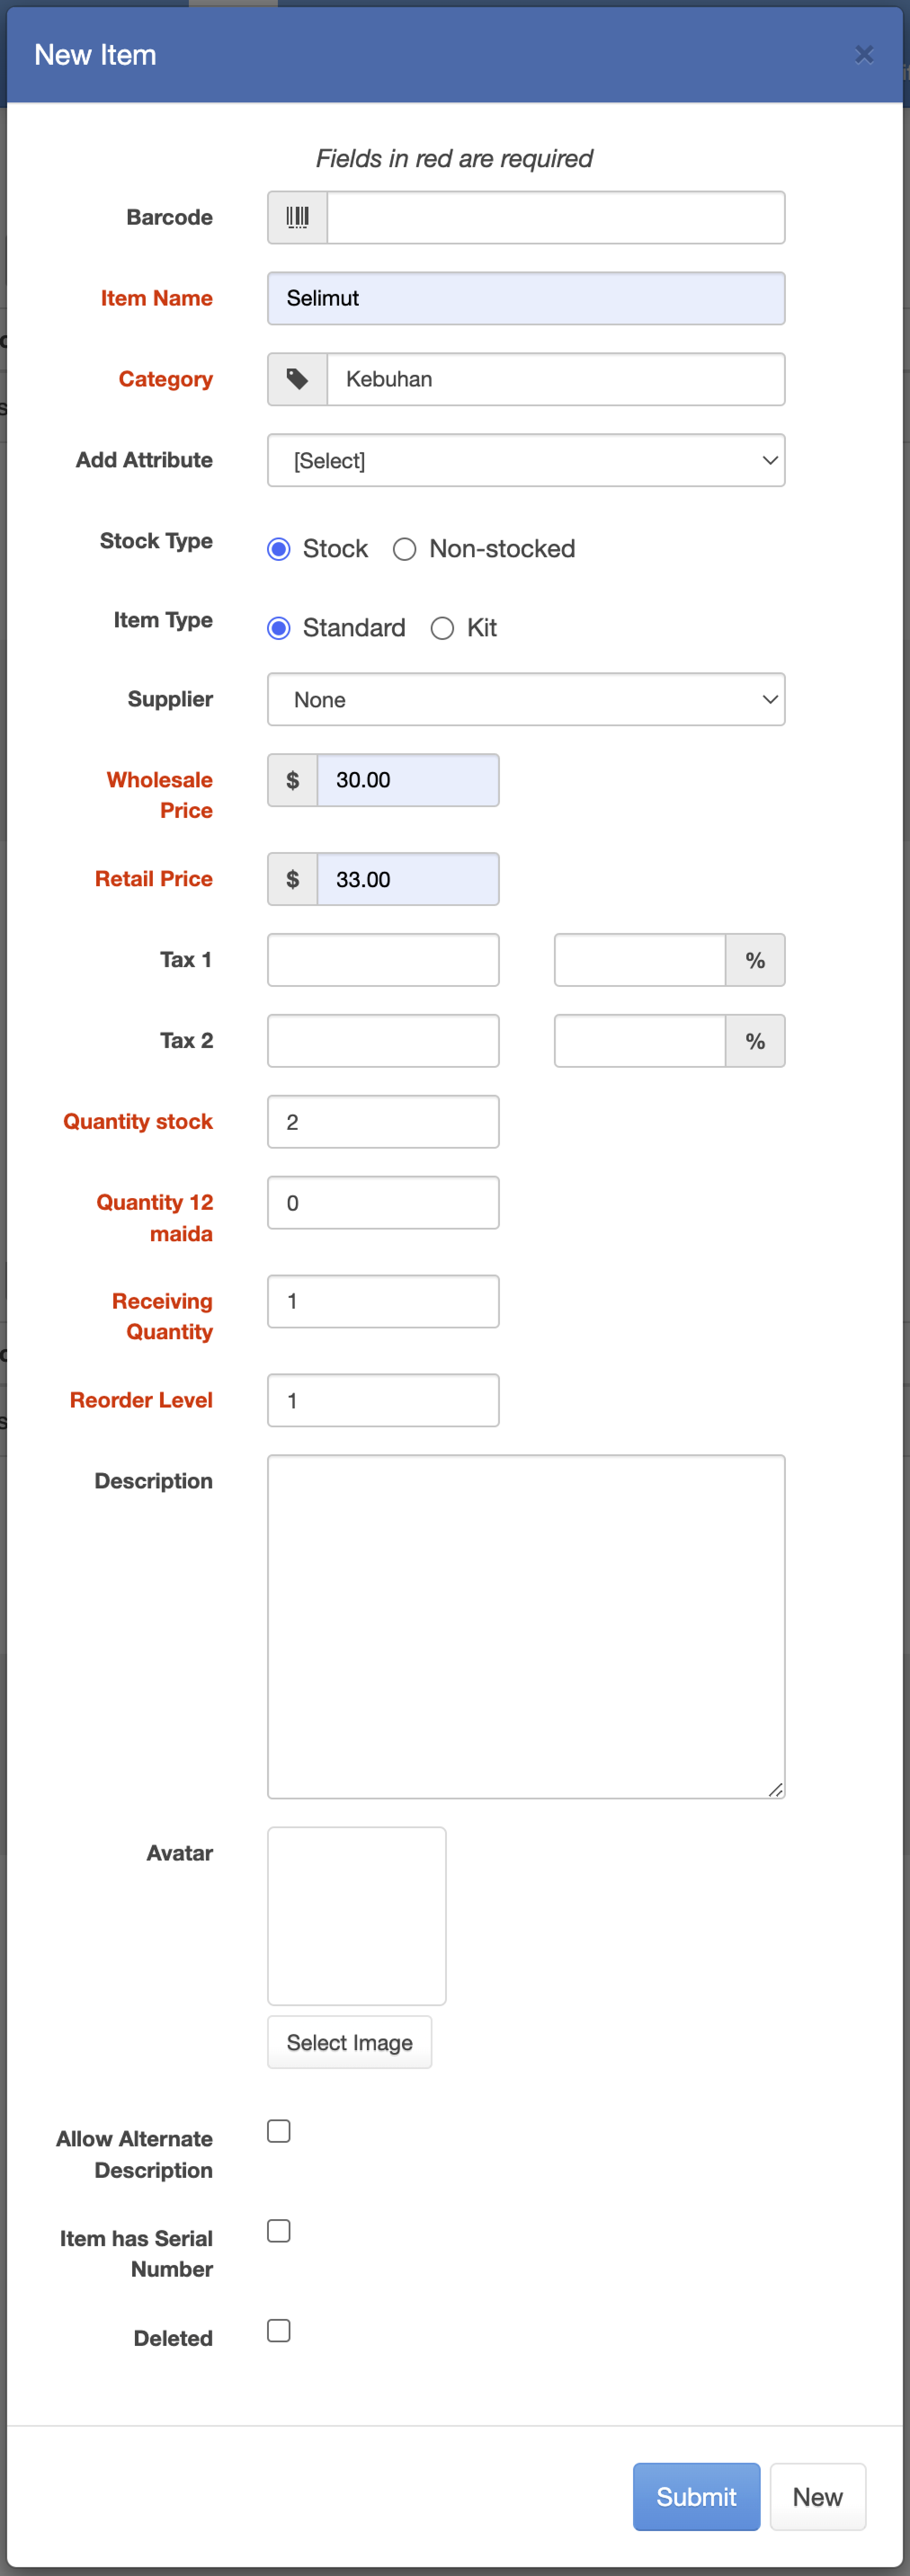 New Item
×
Fields in red are required
Barcode
Item Name
Selimut
Category
Kebuhan
Add Attribute
[Select]
Stock Type
Stock
Non-stocked
Item Type
Standard
Kit
Supplier
None
Wholesale
Price
$
30.00
Retail Price
$
33.00
Tax 1
%
Tax 2
%
Quantity stock
2
Quantity 12
maida
0
Receiving
Quantity
1
Reorder Level
1
Description
Avatar
Select Image
Allow Alternate
Description
Item has Serial
Number
Deleted
Submit
New